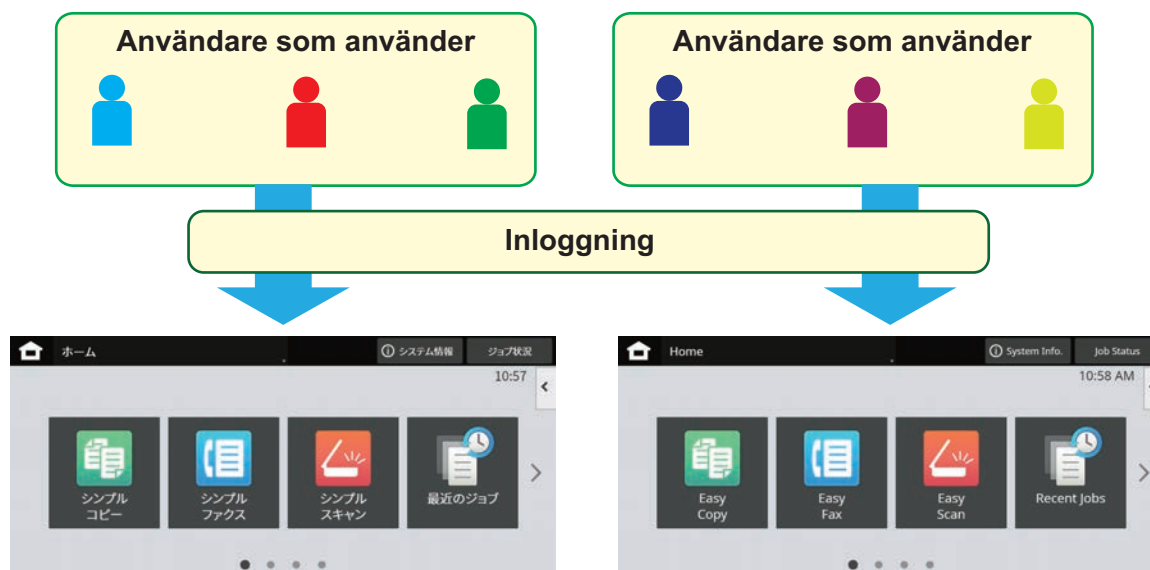 Användare som använder
Användare som använder
Inloggning
ホーム
システム情報
ジョブ状況
10:57
シンプル
コピー
シンプル
ファクス
シンプル
スキャン
最近のジョブ
Home
System Info.
Job Status
10:58 AM
Easy
Copy
Easy
Fax
Easy
Scan
Recent Jobs